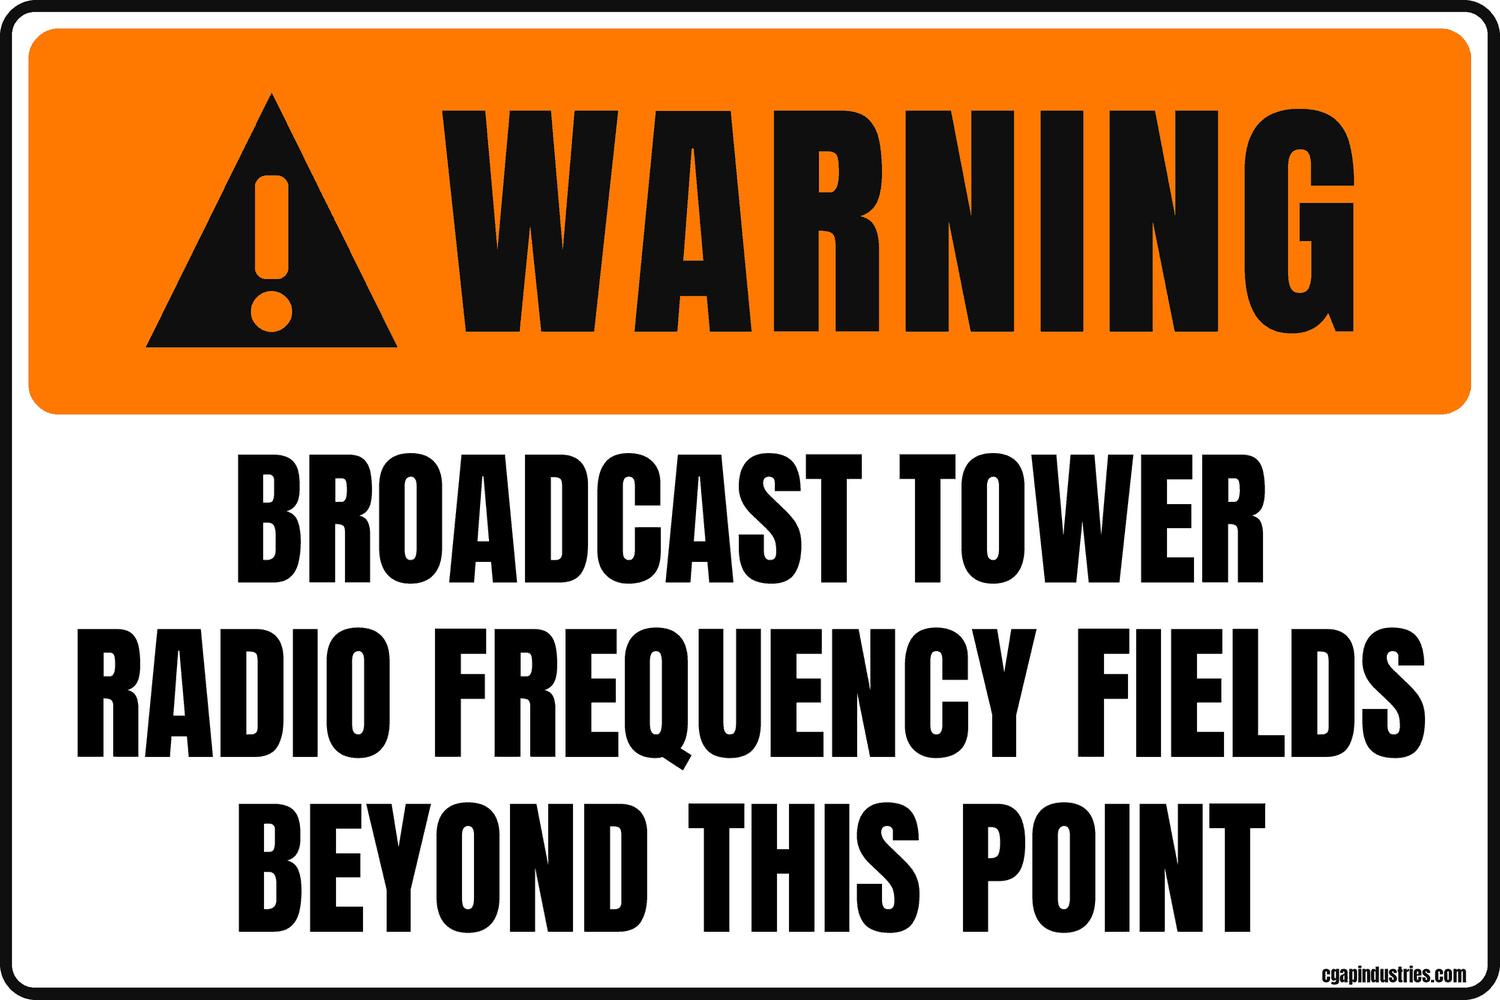 WARNING
BROADCAST TOWER
RADIO FREQUENCY FIELDS
BEYOND THIS POINT
cgapindustries.com